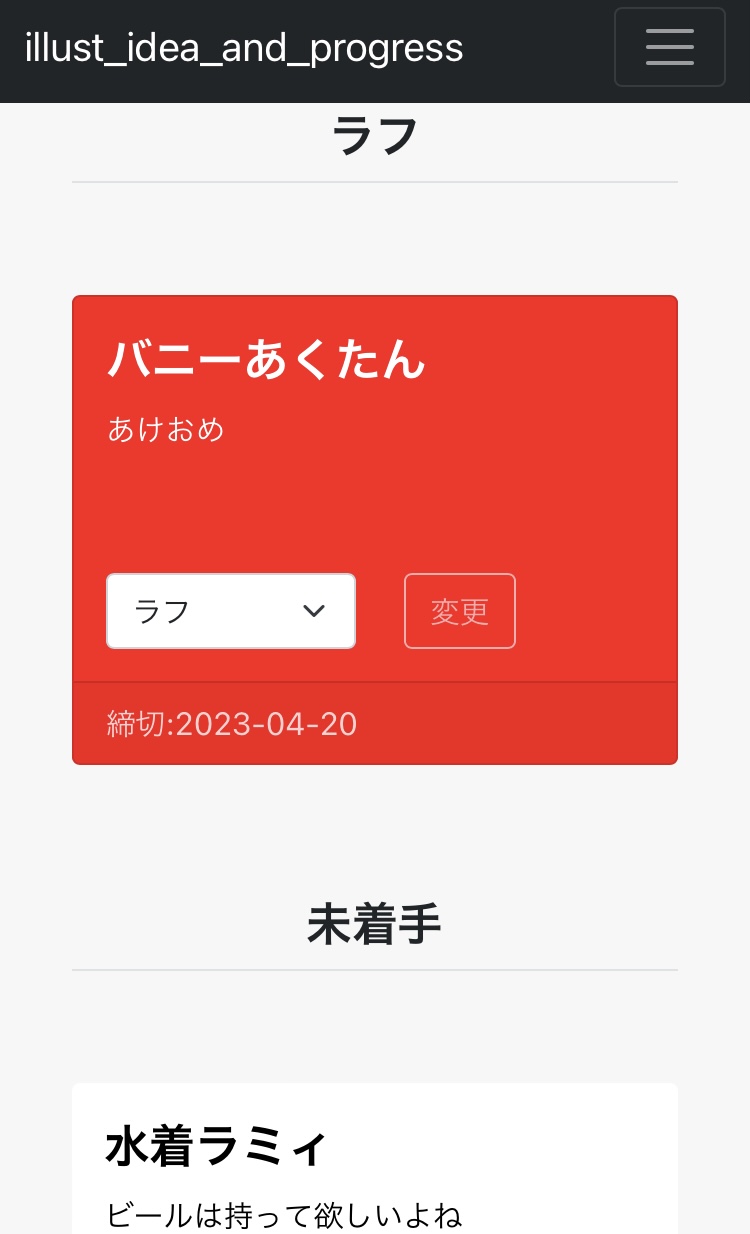 illust_idea_and_progress
ラフ
バニーあくたん
あけおめ
ラフ 変更
締切:2023-04-20
未着手
水着ラミィ
ビールは持って欲しいよね